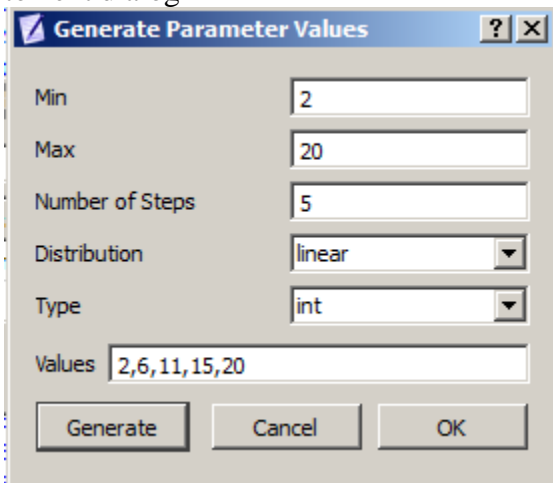 Generate Parameter Values
Min 2
Max 20
Number of Steps 5
Distribution linear
Type int
Values 2,6,11,15,20
Generate Cancel OK